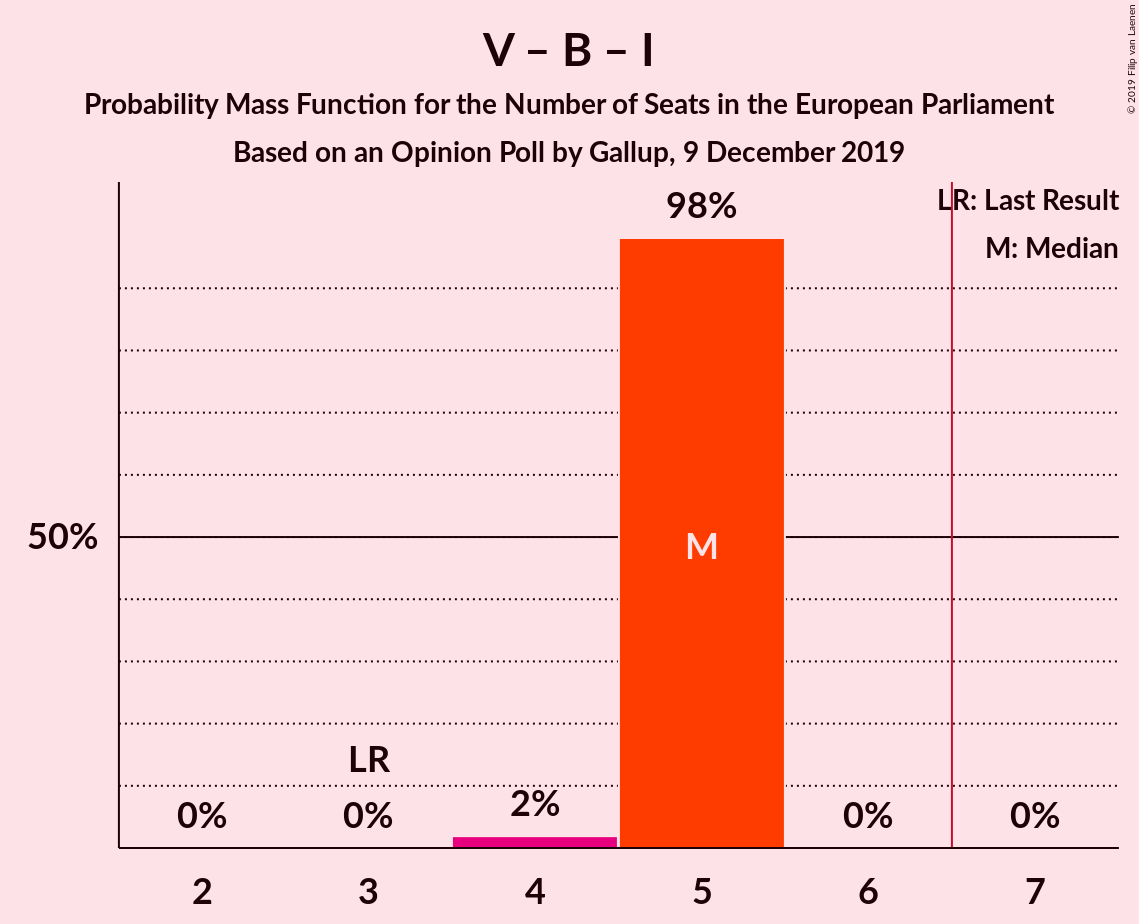 V – B – I
Probability Mass Function for the Number of Seats in the European Parliament
Based on an Opinion Poll by Gallup, 9 December 2019
© 2019 Filip van Laenen
LR: Last Result
M: Median
98%
50%
M
LR
0%
0%
2%
0%
0%
2
3
4
5
6
7